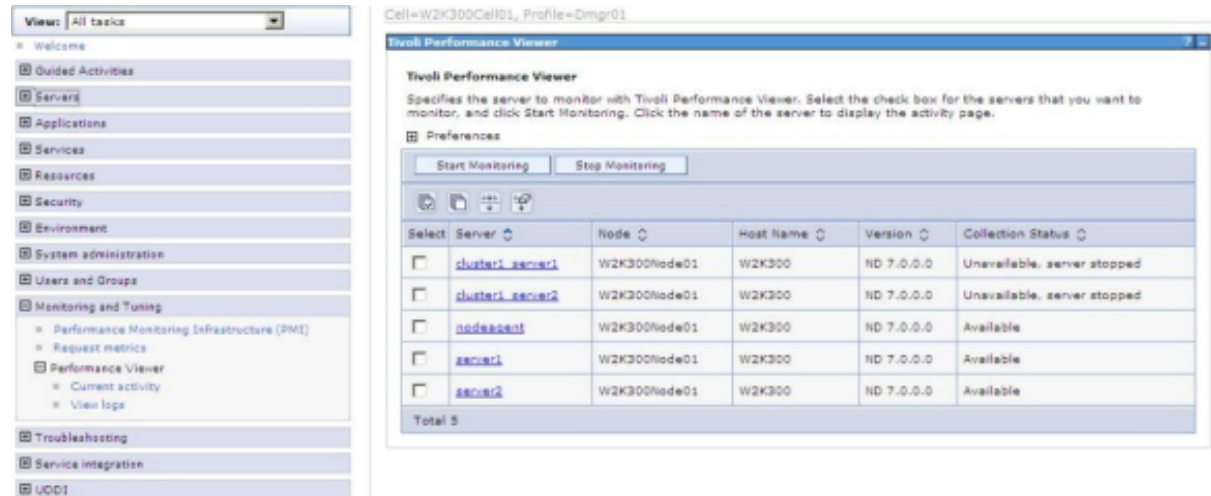 View: All tasks
Welcome
Guided Activities
Servers
Applications
Services
Resources
Security
Environment
System administration
Users and Groups
Monitoring and Tuning
Performance Monitoring Infrastructure (PMI)
Request metrics
Performance Viewer
Current activity
View logs
Troubleshooting
Service integration
UDDI
Cell=W2K300Cell01, Profile=Dmgr01
Tivoli Performance Viewer
?
Tivoli Performance Viewer
Specifies the server to monitor with Tivoli Performance Viewer. Select the check box for the servers that you want to
monitor, and click Start Monitoring. Click the name of the server to display the activity page.
Preferences
Start Monitoring Stop Monitoring
Select Server Node Host Name Version Collection Status
cluster1_server1 W2K300Node01 W2K300 ND 7.0.0.0 Unavailable, server stopped
cluster1_server2 W2K300Node01 W2K300 ND 7.0.0.0 Unavailable, server stopped
nodeagent W2K300Node01 W2K300 ND 7.0.0.0 Available
server1 W2K300Node01 W2K300 ND 7.0.0.0 Available
server2 W2K300Node01 W2K300 ND 7.0.0.0 Available
Total 5